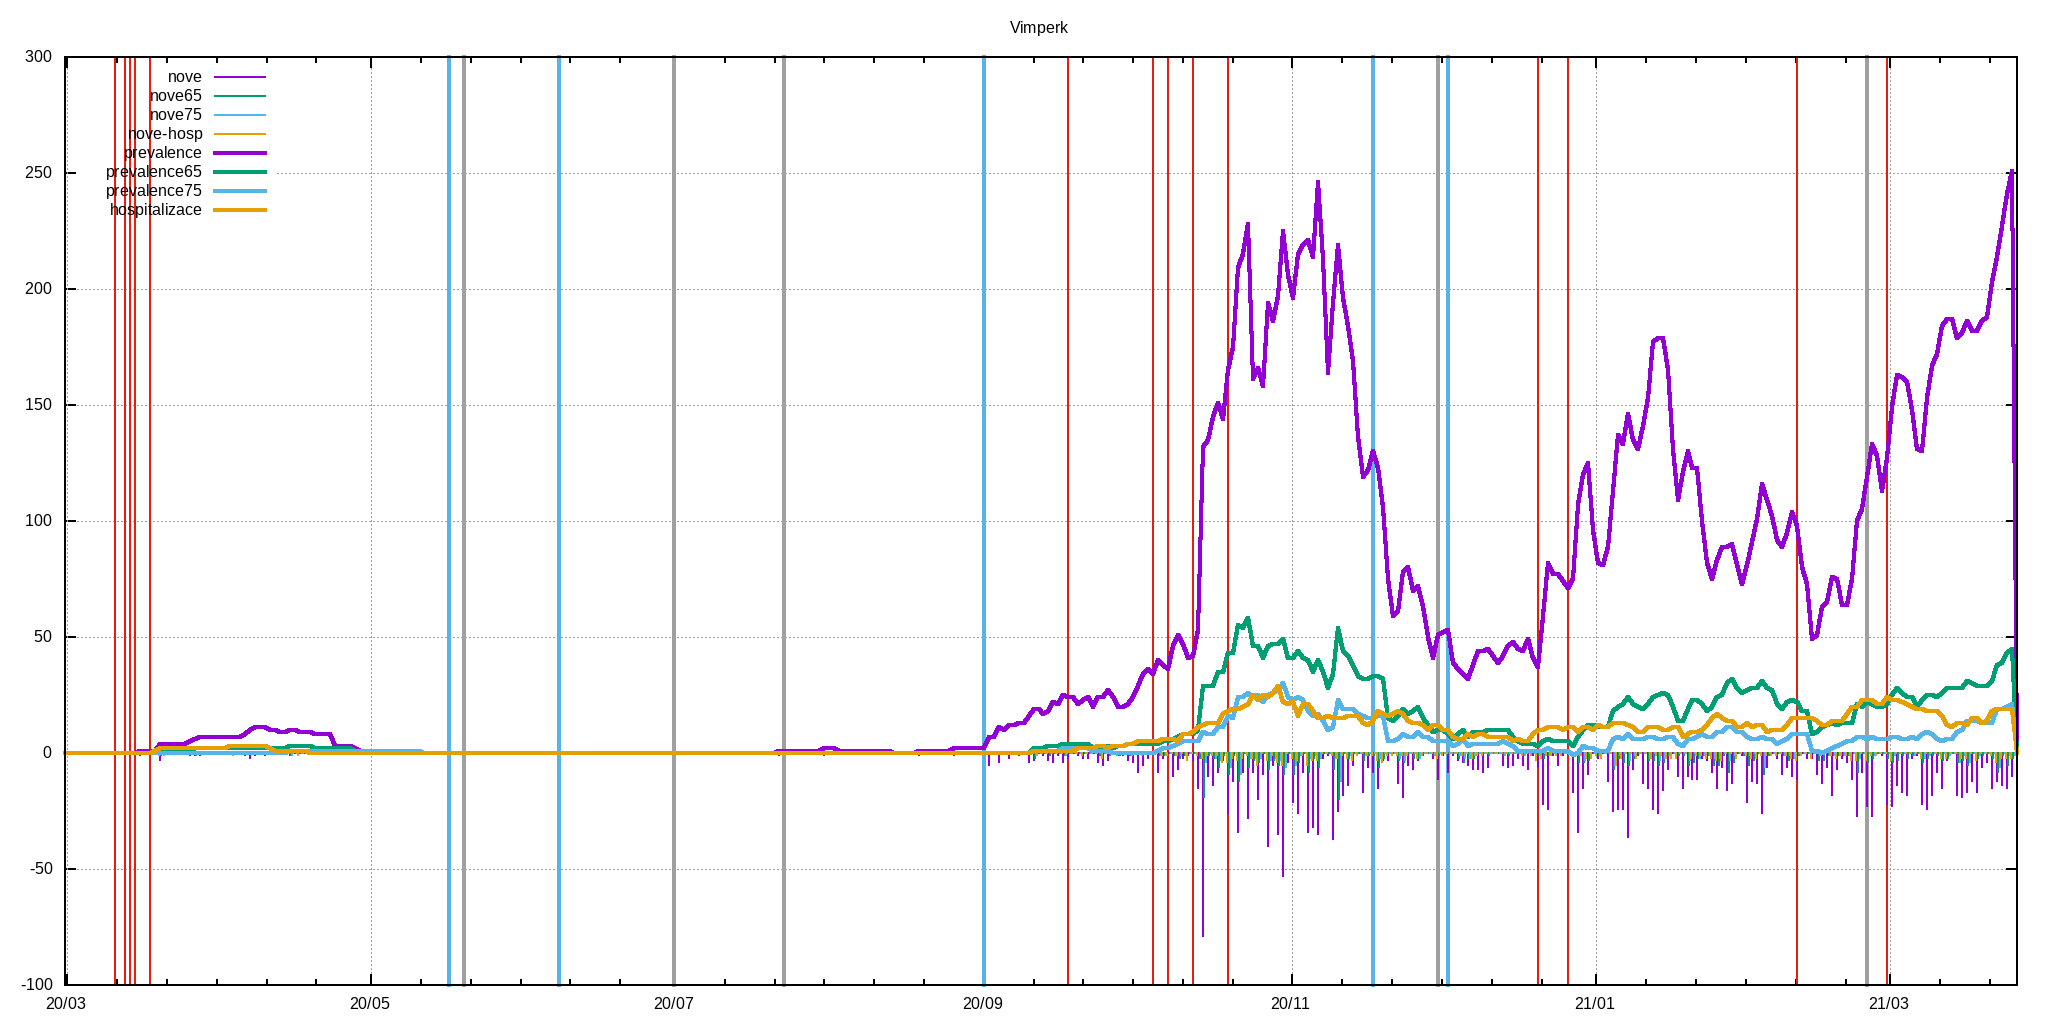 Vimperk
300
250
200
150
100
50
0
-50
-100
nove
nove65
nove75
nove-hosp
prevalence
prevalence65
prevalence75
hospitalizace
20/03 20/05 20/07 20/09 20/11 21/01 21/03